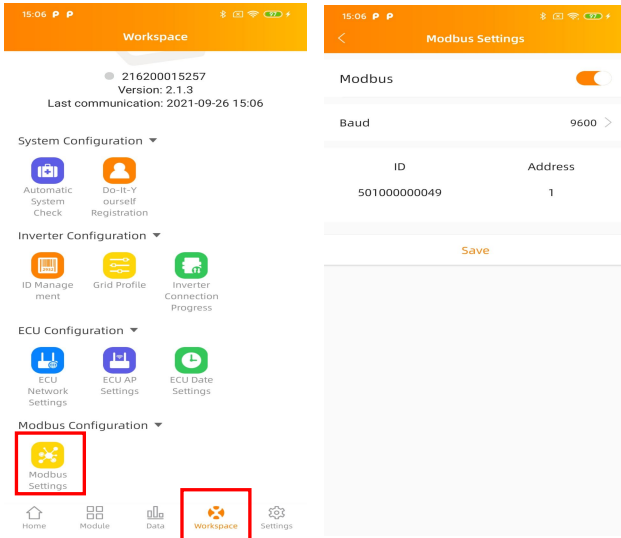 15:06 P P
97
Workspace
216200015257
Version: 2.1.3
Last communication: 2021-09-26 15:06
System Configuration
Automatic
System
Check
Do-It-Y
ourself
Registration
Inverter Configuration
ID Manage
ment
Grid Profile
Inverter
Connection
Progress
ECU Configuration
ECU
Network
Settings
ECU AP
Settings
ECU Date
Settings
Modbus Configuration
Modbus
Settings
Home
Module
Data
Workspace
Settings
15:06 P P
97
Modbus Settings
Modbus
Baud 9600
ID Address
501000000049 1
Save